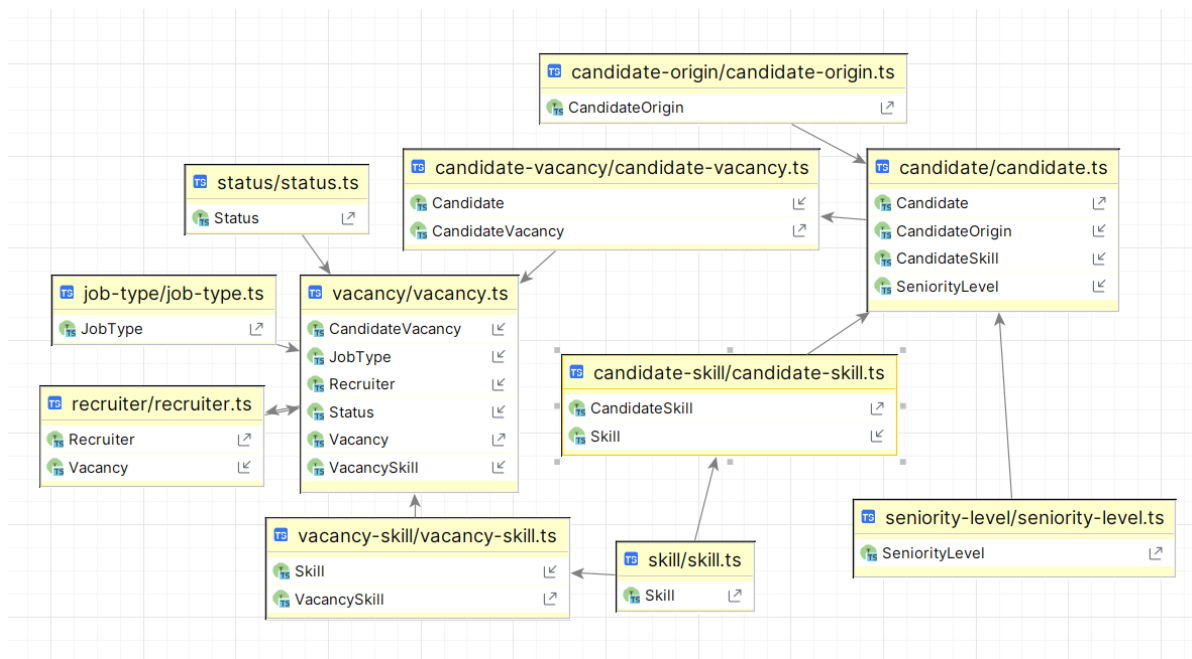 candidate-origin/candidate-origin.ts
CandidateOrigin
candidate-vacancy/candidate-vacancy.ts
Candidate
CandidateVacancy
candidate/candidate.ts
Candidate
CandidateOrigin
CandidateSkill
SeniorityLevel
status/status.ts
Status
job-type/job-type.ts
JobType
vacancy/vacancy.ts
CandidateVacancy
JobType
Recruiter
Status
Vacancy
VacancySkill
recruiter/recruiter.ts
Recruiter
Vacancy
candidate-skill/candidate-skill.ts
CandidateSkill
Skill
vacancy-skill/vacancy-skill.ts
Skill
VacancySkill
skill/skill.ts
Skill
seniority-level/seniority-level.ts
SeniorityLevel